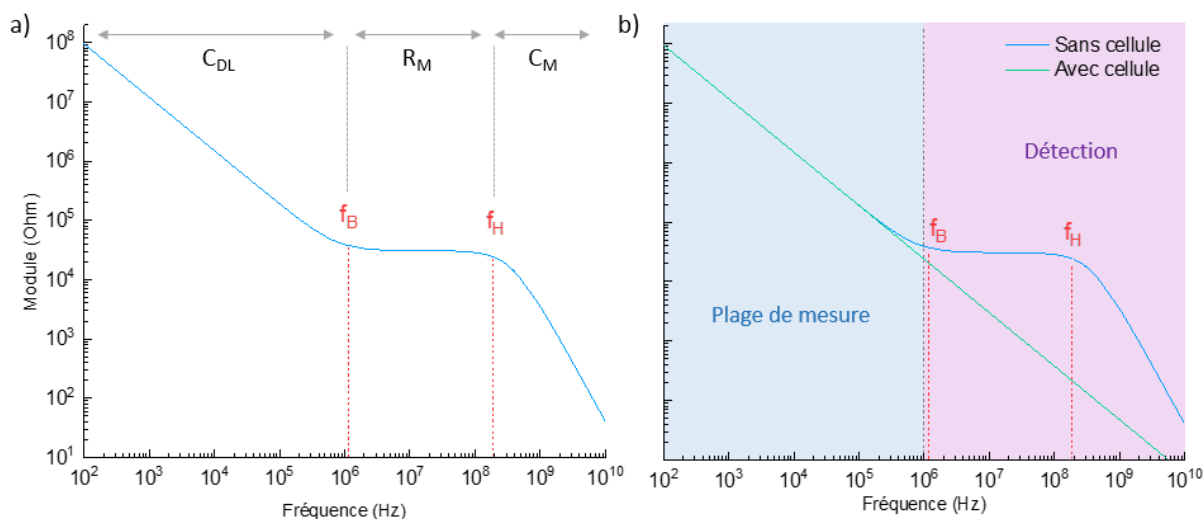 a)
C_DL R_M C_M
10^8
10^7
10^6
10^5
10^4
10^3
10^2
10^1
Module (Ohm )
f_B
f_H
10^2 10^3 10^4 10^5 10^6 10^7 10^8 10^9 10^10
Fréquence (Hz)
b)
Sans cellule
Avec cellule
Détection
f_B
f_H
Plage de mesure
10^2 10^3 10^4 10^5 10^6 10^7 10^8 10^9 10^10
Fréquence (Hz)